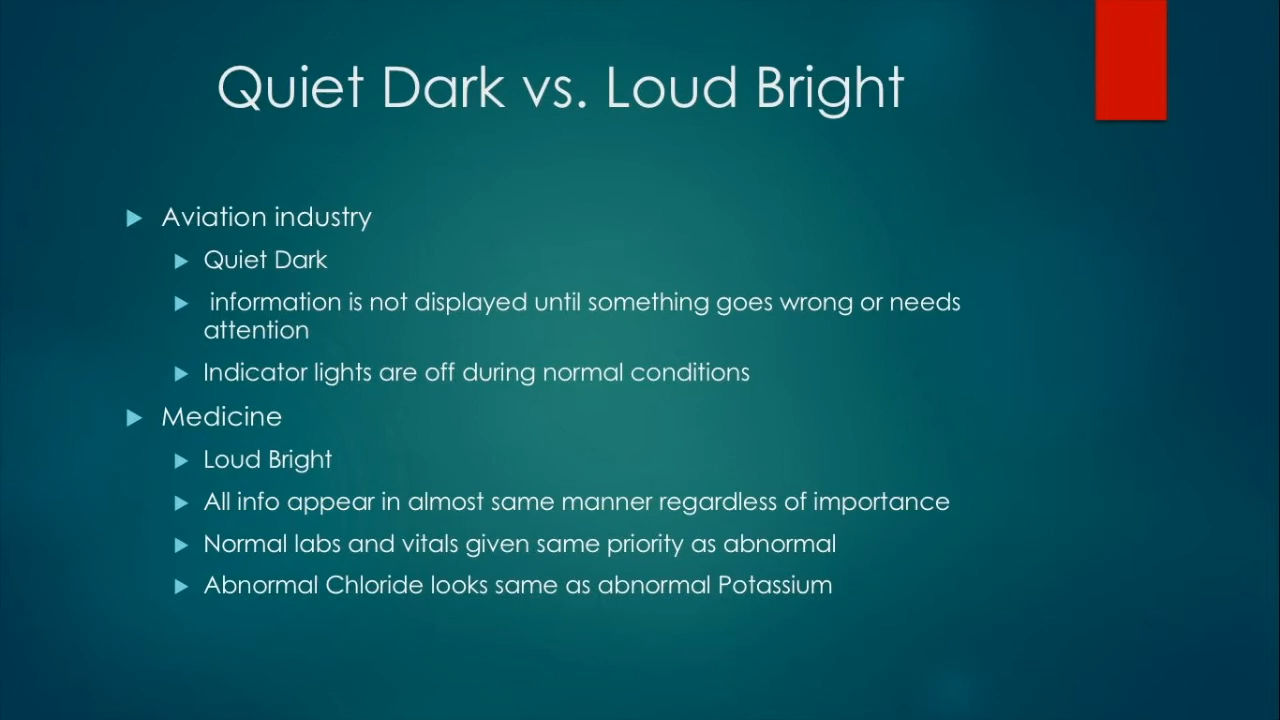 Quiet Dark vs. Loud Bright
Aviation industry
Quiet Dark
information is not displayed until something goes wrong or needs
attention
Indicator lights are off during normal conditions
Medicine
Loud Bright
All info appear in almost same manner regardless of importance
Normal labs and vitals given same priority as abnormal
Abnormal Chloride looks same as abnormal Potassium